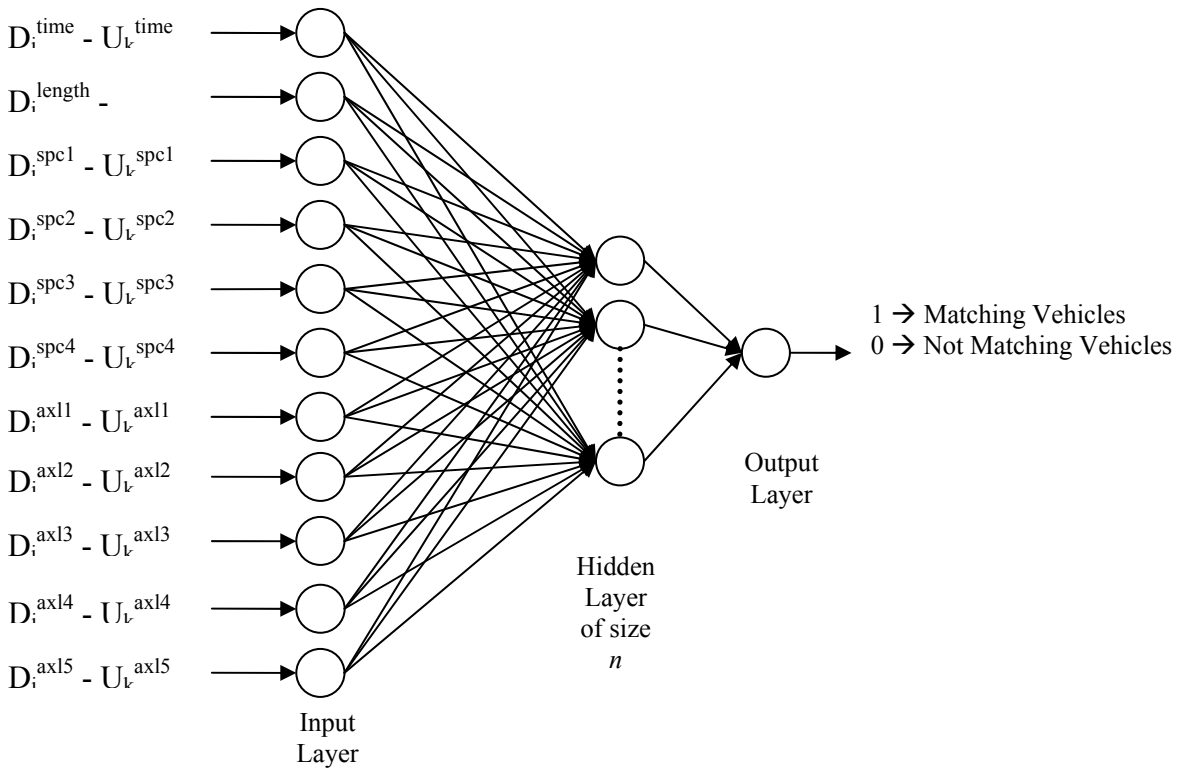 Dᵢ^time - Uₖ^time
Dᵢ^length -
Dᵢ^spc1 - Uₖ^spc1
Dᵢ^spc2 - Uₖ^spc2
Dᵢ^spc3 - Uₖ^spc3
Dᵢ^spc4 - Uₖ^spc4
Dᵢ^axl1 - Uₖ^axl1
Dᵢ^axl2 - Uₖ^axl2
Dᵢ^axl3 - Uₖ^axl3
Dᵢ^axl4 - Uₖ^axl4
Dᵢ^axl5 - Uₖ^axl5
Input
Layer
Hidden
Layer
of size
n
Output
Layer
1 → Matching Vehicles
0 → Not Matching Vehicles